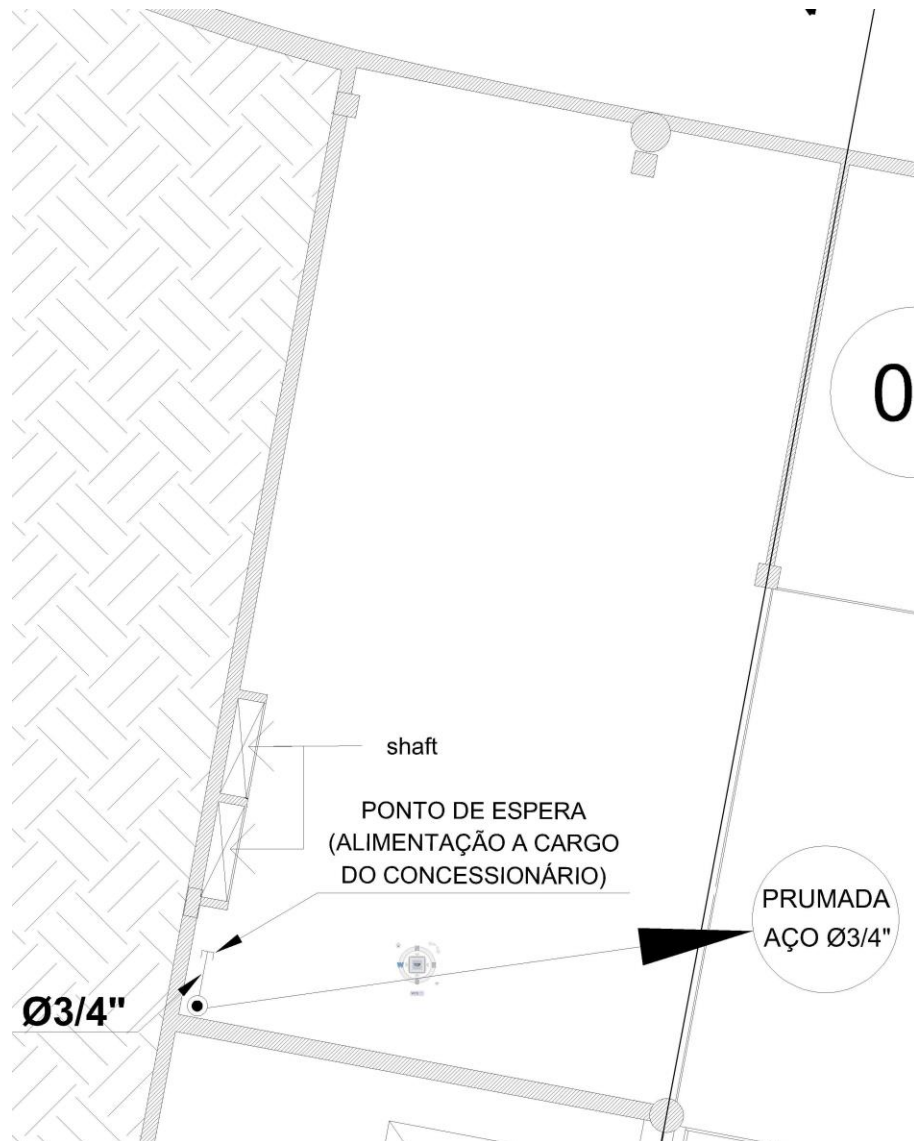 0
shaft
PONTO DE ESPERA
(ALIMENTAÇÃO A CARGO
DO CONCESSIONÁRIO)
PRUMADA
AÇO Ø3/4"
Ø3/4"